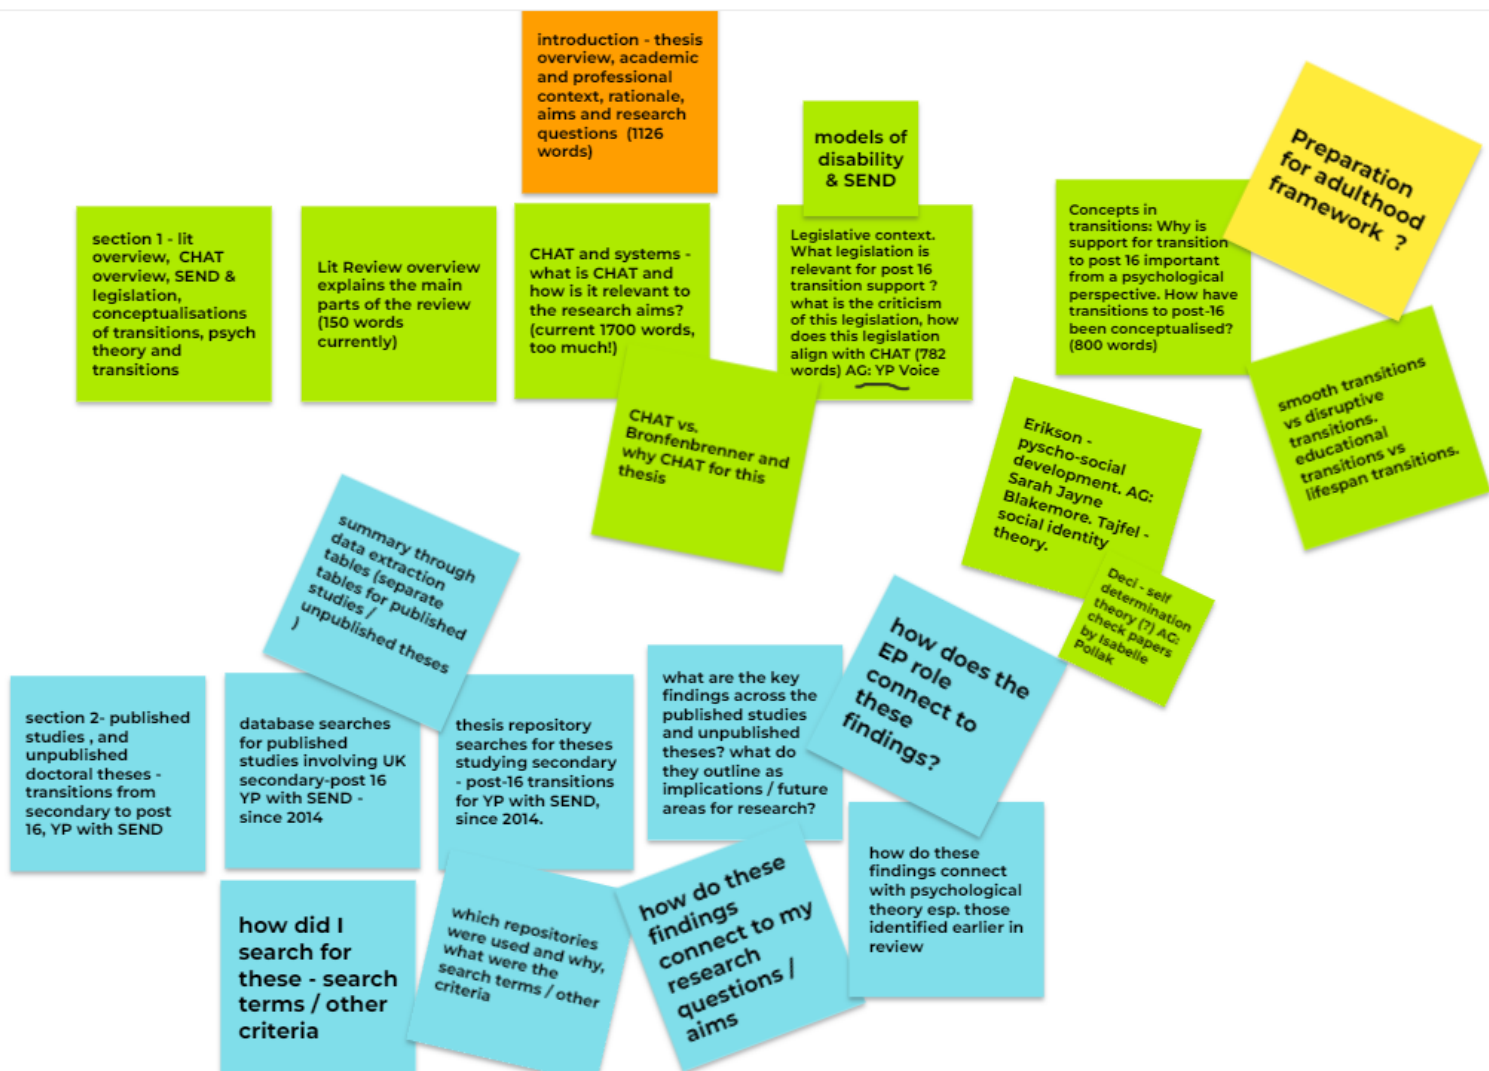 introduction - thesis
overview, academic
and professional
context, rationale,
aims and research
questions (1126
words)
models of
disability
& SEND
Preparation
for adulthood
framework ?
section 1 - lit
overview, CHAT
overview, SEND &
legislation,
conceptualisations
of transitions, psych
theory and
transitions
Lit Review overview
explains the main
parts of the review
(150 words
currently)
CHAT and systems -
what is CHAT and
how is it relevant to
the research aims?
(current 1700 words,
too much!)
Legislative context.
What legislation is
relevant for post 16
transition support ?
what is the criticism
of this legislation, how
does this legislation
align with CHAT (782
words) AG: YP Voice
Concepts in
transitions: Why is
support for transition
to post 16 important
from a psychological
perspective. How have
transitions to post-16
been conceptualised?
(800 words)
smooth transitions
vs disruptive
transitions.
educational
transitions vs
lifespan transitions.
CHAT vs.
Bronfenbrenner and
why CHAT for this
thesis
Erikson -
pyscho-social
development. AG:
Sarah Jayne
Blakemore. Tajfel -
social identity
theory.
Deci - self
determination
theory (?) AG:
check papers
by Isabelle
Pollak
summary through
data extraction
tables (separate
tables for published
studies /
unpublished theses
)
section 2- published
studies , and
unpublished
doctoral theses -
transitions from
secondary to post
16, YP with SEND
database searches
for published
studies involving UK
secondary-post 16
YP with SEND -
since 2014
thesis repository
searches for theses
studying secondary
- post-16 transitions
for YP with SEND,
since 2014.
what are the key
findings across the
published studies
and unpublished
theses? what do
they outline as
implications / future
areas for research?
how does the
EP role
connect to
these
findings?
how did I
search for
these - search
terms / other
criteria
which repositories
were used and why,
what were the
search terms / other
criteria
how do these
findings
connect to my
research
questions /
aims
how do these
findings connect
with psychological
theory esp. those
identified earlier in
review